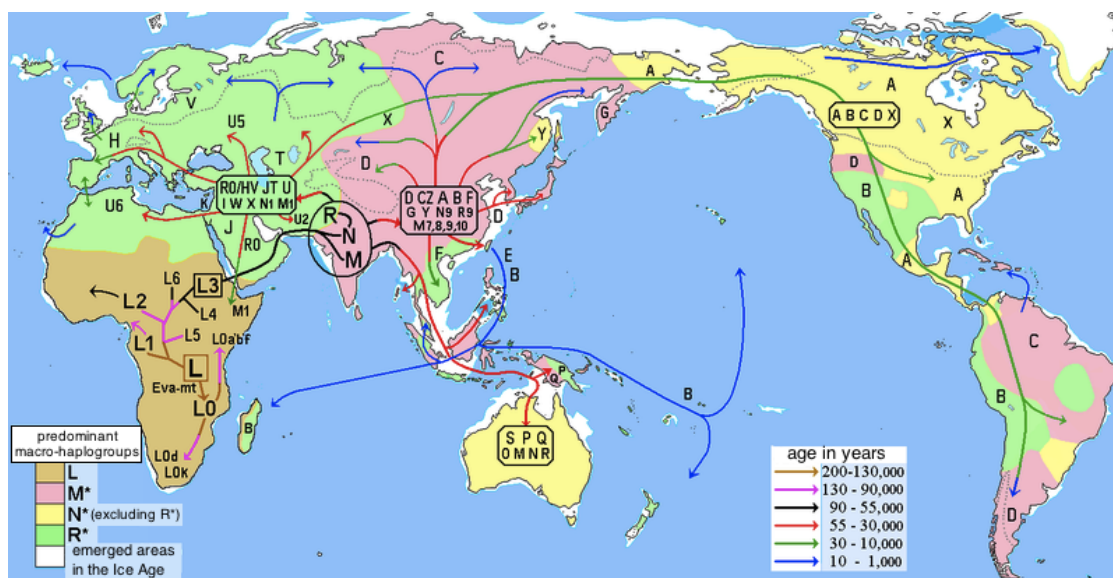 C
A
A
V
U5
X
H
T
G
Y
A B C D X
X
D
D
B
A
R0/HV JT U
I W X N1 M1
D CZ A B F
G Y N9 R9
M7,8,9,10
D
K
U6
U2
R
N
M
J
R0
F
E
B
A
L3
L6
L4
L2
M1
L5
L0a'b'f
L1
L
Eva-mt
L0
C
P
Q
B
B
B
S P Q
O M N R
L0d
L0k
D
predominant
macro-haplogroups
L
M*
N* (excluding R*)
R*
emerged areas
in the Ice Age
age in years
200-130,000
130 - 90,000
90 - 55,000
55 - 30,000
30 - 10,000
10 - 1,000